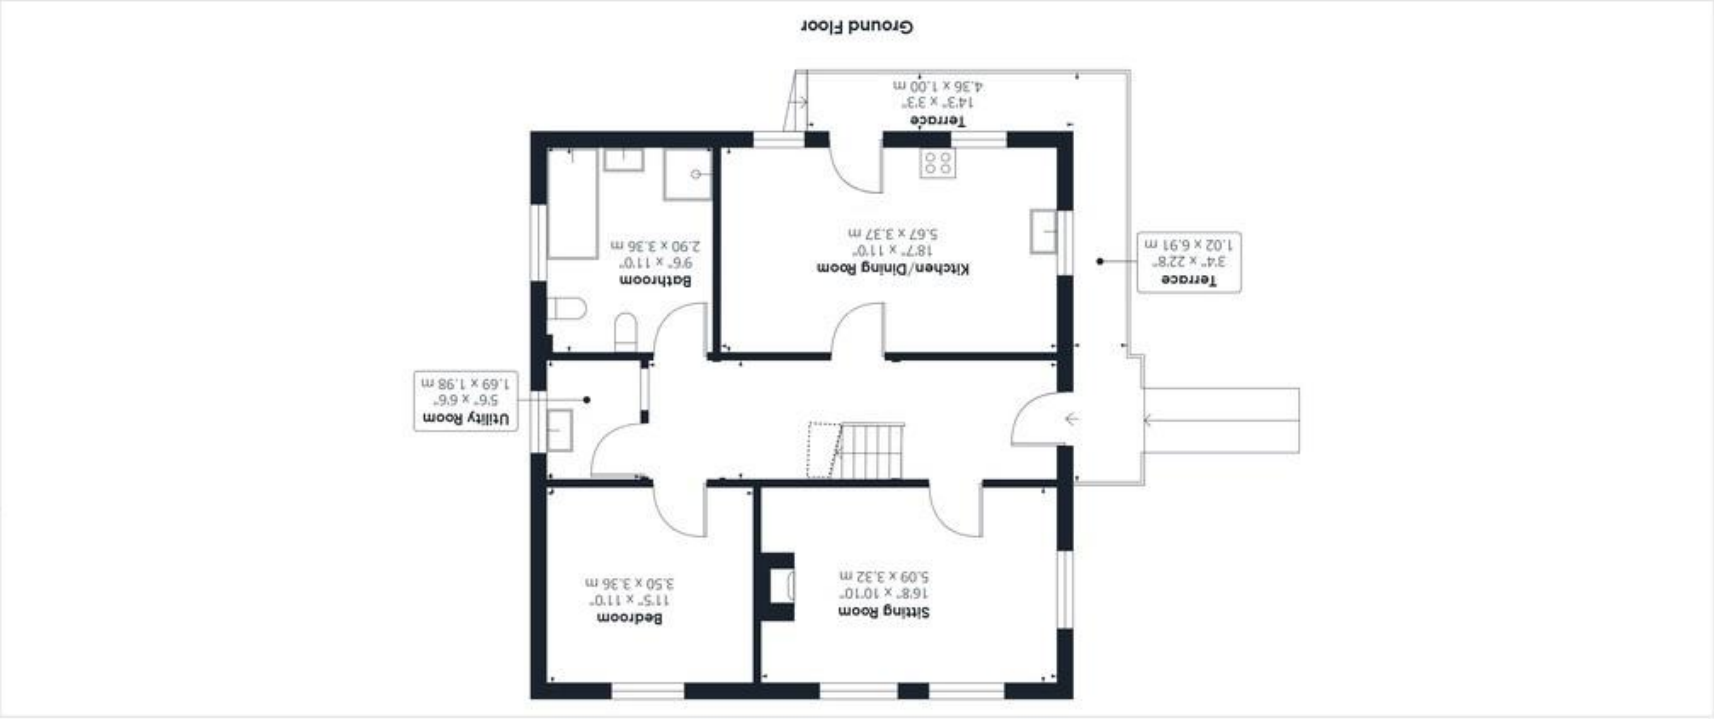 Sitting Room
16'8" x 10'10"
5.09 x 3.32 m
Bedroom
11'5" x 11'0"
3.50 x 3.36 m
Utility Room
5'6" x 6'6"
1.69 x 1.98 m
Terrace
3'4" x 22'8"
1.02 x 6.91 m
Kitchen/Dining Room
18'7" x 11'0"
5.67 x 3.37 m
Bathroom
9'6" x 11'0"
2.90 x 3.36 m
Terrace
14'3" x 3'3"
4.36 x 1.00 m
Ground Floor